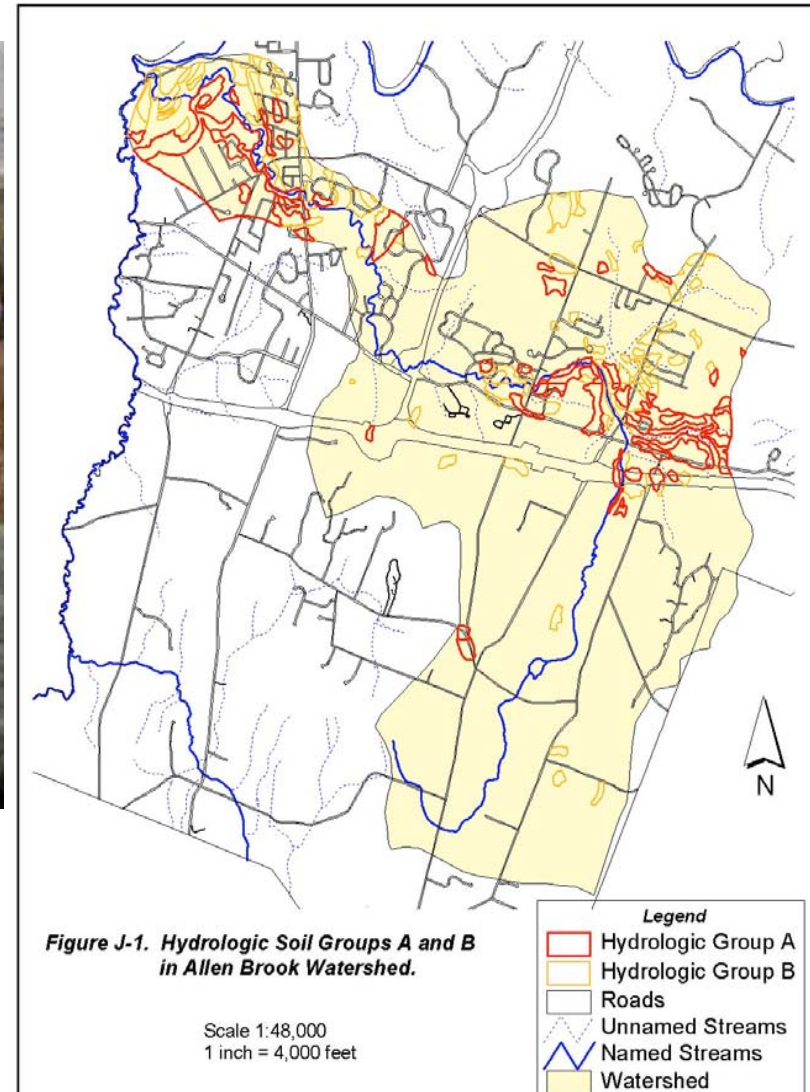 N
Figure J-1. Hydrologic Soil Groups A and B
in Allen Brook Watershed.
Scale 1:48,000
1 inch = 4,000 feet
Legend
Hydrologic Group A
Hydrologic Group B
Roads
Unnamed Streams
Named Streams
Watershed